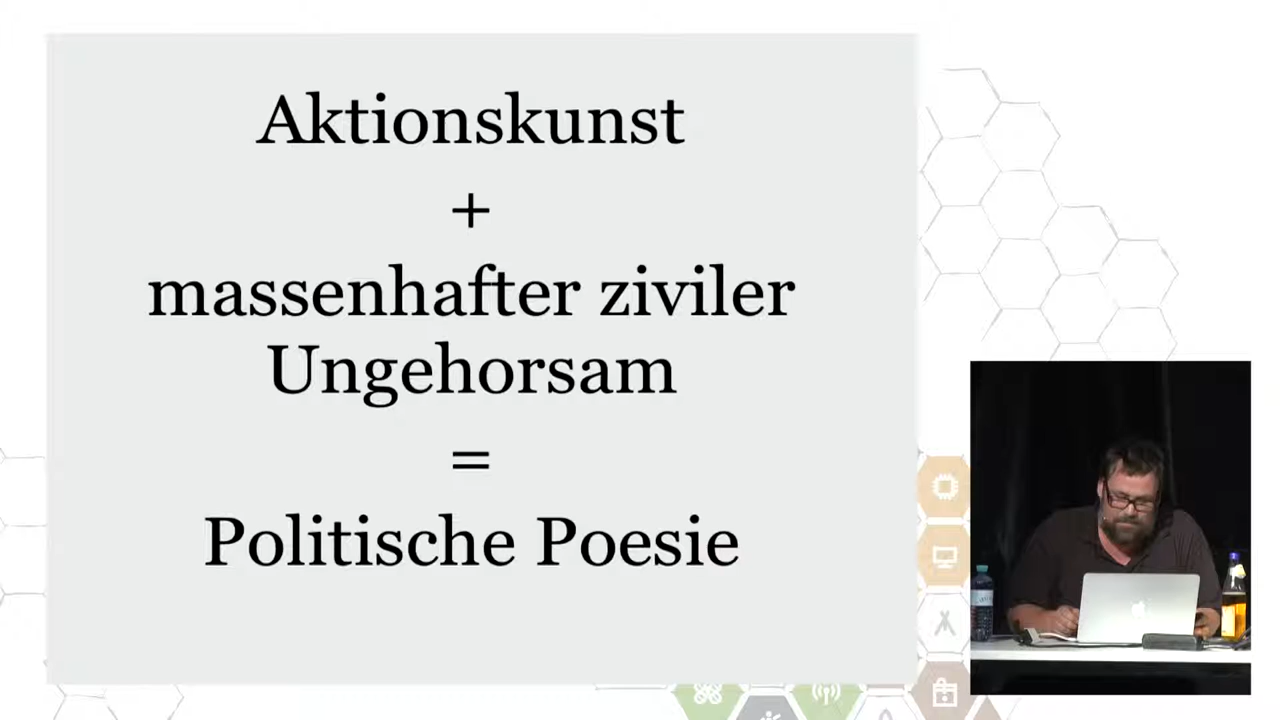 Aktionskunst
+
massenhafter ziviler
Ungehorsam
=
Politische Poesie